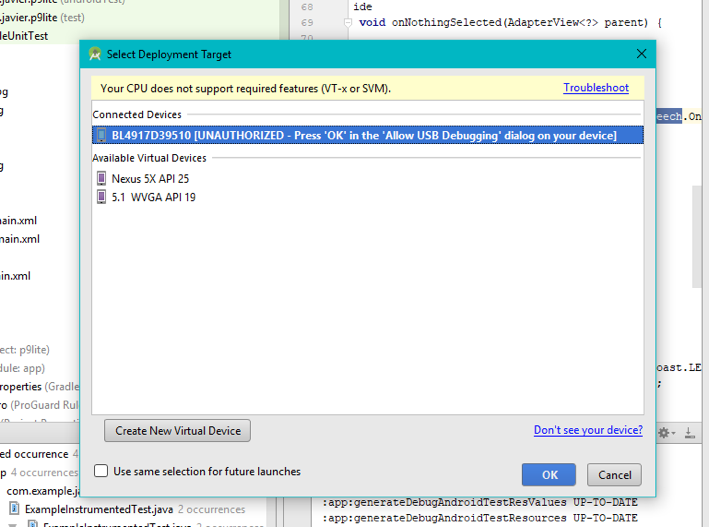 .javier.p9lite (androidTest)
.javier.p9lite (test)
leUnitTest
68
ide
69
void onNothingSelected(AdapterView<?> parent) {
70
Select Deployment Target
Your CPU does not support required features (VT-x or SVM).
Troubleshoot
Connected Devices
eech.On
BL4917D39510 [UNAUTHORIZED - Press 'OK' in the 'Allow USB Debugging' dialog on your device]
Available Virtual Devices
Nexus 5X API 25
5.1 WVGA API 19
nain.xml
main.xml
in.xml
ect: p9lite)
dule: app)
oast.LE
roperties (Gradle
;
ro (ProGuard Rul
Create New Virtual Device
Don't see your device?
ed occurrence 4
p 4 occurrences
Use same selection for future launches
OK
Cancel
com.example.ja
ExampleInstrumentedTest.java 2 occurrences
:app:generateDebugAndroidTestResValues UP-TO-DATE
:app:generateDebugAndroidTestResources UP-TO-DATE